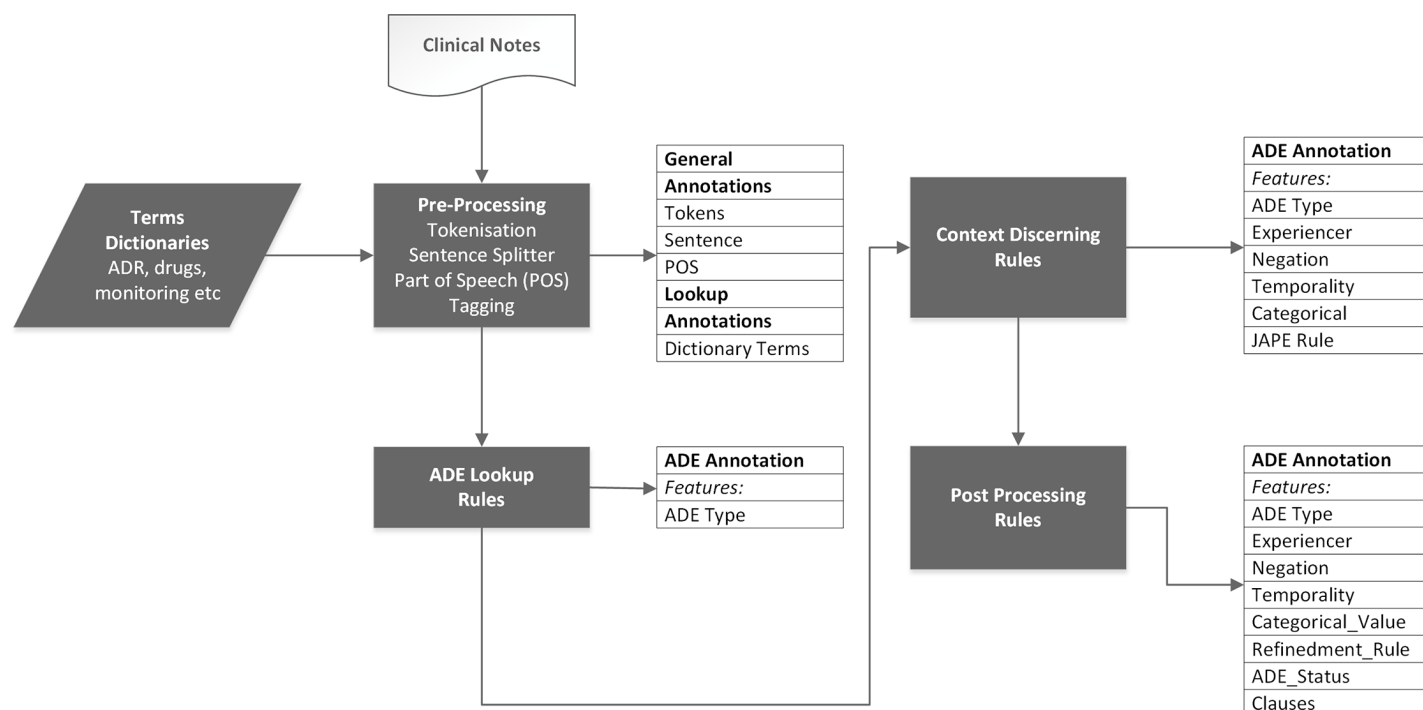 Clinical Notes
Terms
Dictionaries
ADR, drugs,
monitoring etc
Pre-Processing
Tokenisation
Sentence Splitter
Part of Speech (POS)
Tagging
General
Annotations
Tokens
Sentence
POS
Lookup
Annotations
Dictionary Terms
ADE Lookup
Rules
ADE Annotation
Features:
ADE Type
Context Discerning
Rules
ADE Annotation
Features:
ADE Type
Experiencer
Negation
Temporality
Categorical
JAPE Rule
Post Processing
Rules
ADE Annotation
Features:
ADE Type
Experiencer
Negation
Temporality
Categorical_Value
Refinedment_Rule
ADE_Status
Clauses